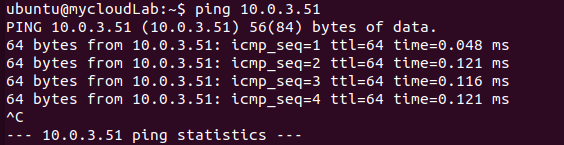 ubuntu@mycloudLab:~$ ping 10.0.3.51
PING 10.0.3.51 (10.0.3.51) 56(84) bytes of data.
64 bytes from 10.0.3.51: icmp_seq=1 ttl=64 time=0.048 ms
64 bytes from 10.0.3.51: icmp_seq=2 ttl=64 time=0.121 ms
64 bytes from 10.0.3.51: icmp_seq=3 ttl=64 time=0.116 ms
64 bytes from 10.0.3.51: icmp_seq=4 ttl=64 time=0.121 ms
^C
--- 10.0.3.51 ping statistics ---